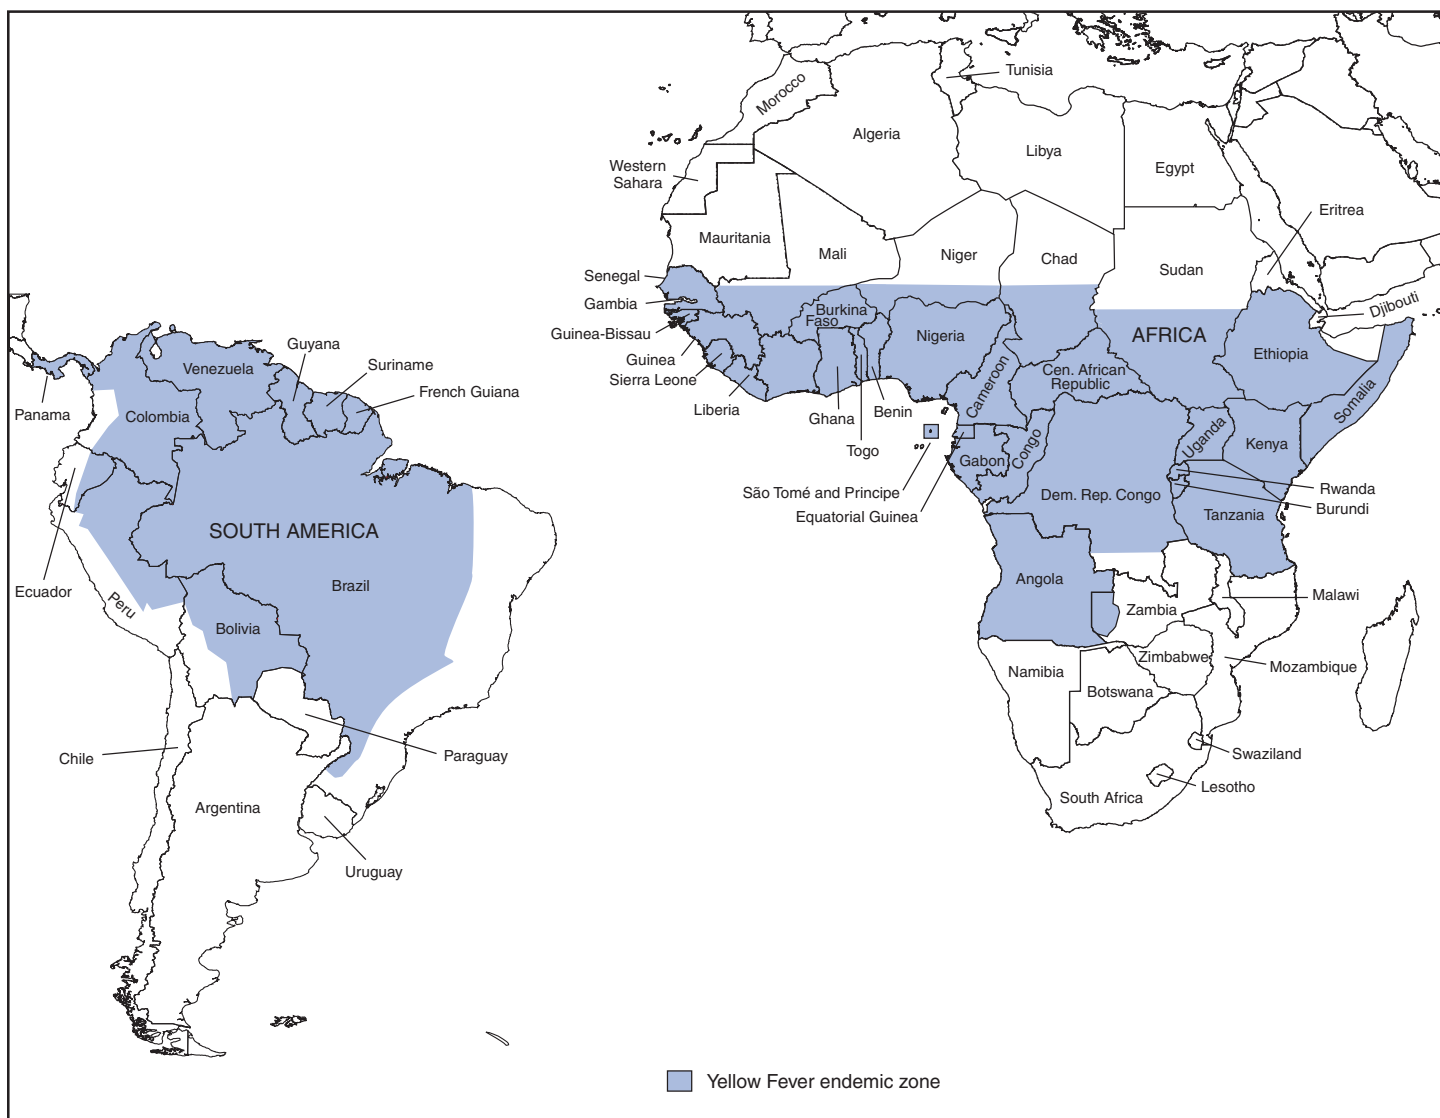 Tunisia
Morocco
Algeria
Libya
Egypt
Western
Sahara
Eritrea
Mauritania
Mali
Niger
Chad
Sudan
Senegal
Gambia
Djibouti
Guinea-Bissau
Burkina
Faso
Nigeria
AFRICA
Ethiopia
Guinea
Sierra Leone
Liberia
Ghana
Togo
Benin
Cameroon
Cen. African
Republic
Somalia
Guyana
Suriname
French Guiana
Venezuela
Panama
Colombia
Uganda
Kenya
Congo
Gabon
São Tomé and Principe
Equatorial Guinea
Dem. Rep. Congo
Rwanda
Burundi
Tanzania
SOUTH AMERICA
Brazil
Ecuador
Peru
Bolivia
Angola
Zambia
Malawi
Zimbabwe
Mozambique
Namibia
Botswana
Chile
Paraguay
Swaziland
Lesotho
South Africa
Argentina
Uruguay
Yellow Fever endemic zone